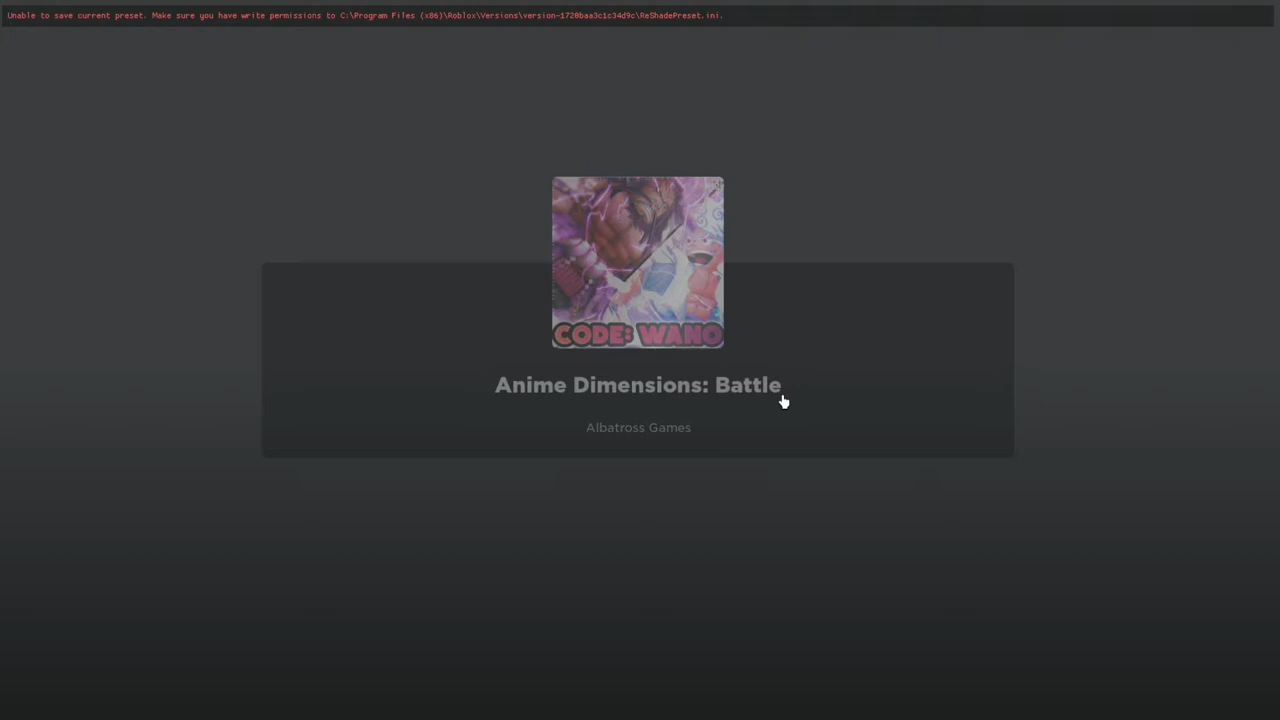 Unable to save current preset. Make sure you have write permissions to C:\Program Files (x86)\Roblox\Versions\version-1728baa3c1c34d9c\ReShadePreset.ini.
CODE: WANO
Anime Dimensions: Battle
Albatross Games